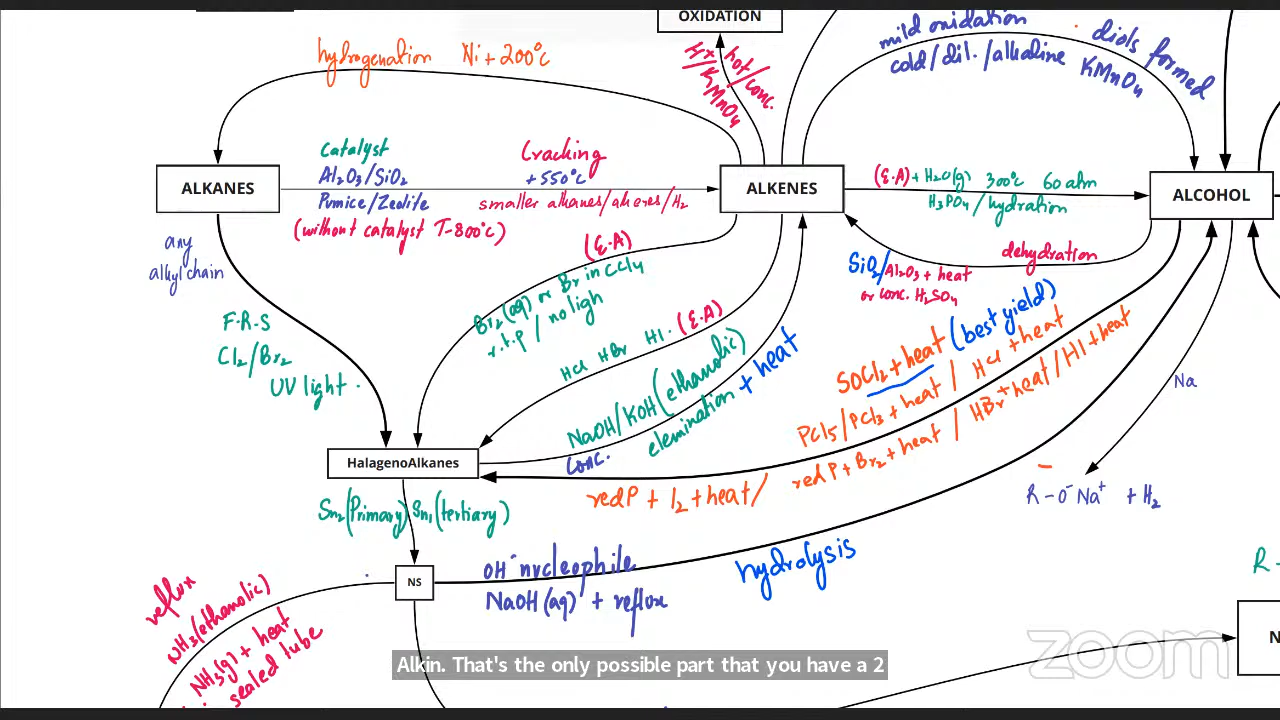 OXIDATION
hydrogenation Ni + 200°C
H+/KMnO4
hot/conc.
mild oxidation
cold/dil./alkaline KMnO4
diols formed
ALKANES
Catalyst
Al2O3/SiO2
Pumice/Zeolite
(without catalyst T-800°C)
Cracking
+ 550°C
smaller alkanes/alkenes/H2
ALKENES
(E.A) + H2O(g) 300°C 60 atm
H3PO4 / hydration
ALCOHOL
any
alkyl chain
(E.A)
Br2(aq) or Br in CCl4
r.t.p / no ligh
dehydration
SiO2/Al2O3 + heat
or conc. H2SO4
F.R.S
Cl2/Br2
UV light.
HCl HBr HI. (E.A)
NaOH/KOH (ethanolic)
conc. elemination + heat
SOCl2 + heat (best yield)
PCl5/PCl3 + heat / HCl + heat
red P + I2 + heat/ red P + Br2 + heat / HBr + heat / HI + heat
Na
R-O-Na+ + H2
HalagenoAlkanes
SN2 (Primary) SN1 (tertiary)
NS
OH- nucleophile
NaOH(aq) + reflux
hydrolysis
reflux
NH3(ethanolic)
NH3(g) + heat
sealed tube
R-
N
zoom
Alkin. That's the only possible part that you have a 2